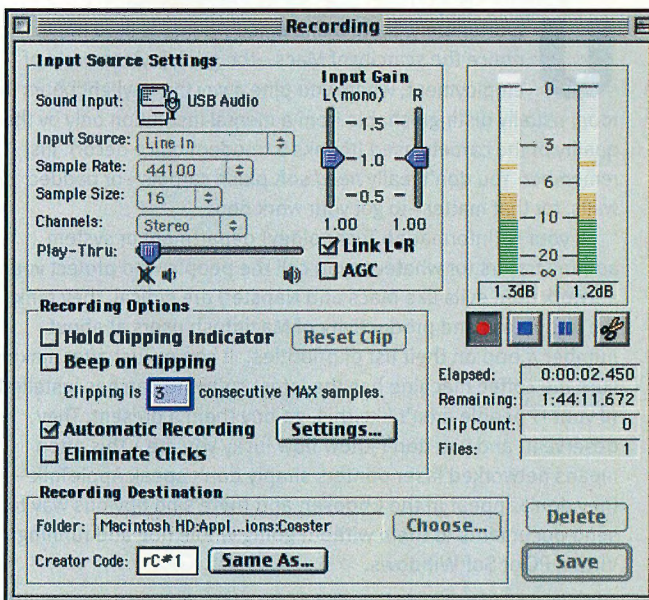 Recording
Input Source Settings
Sound Input: USB Audio
Input Source: Line In
Sample Rate: 44100
Sample Size: 16
Channels: Stereo
Play-Thru:
Input Gain
L (mono) R
1.5
1.0
0.5
1.00 1.00
Link L•R
AGC
0
3
6
10
20
∞
1.3dB 1.2dB
Recording Options
Hold Clipping Indicator Reset Clip
Beep on Clipping
Clipping is 3 consecutive MAX samples.
Automatic Recording Settings...
Eliminate Clicks
Elapsed: 0:00:02.450
Remaining: 1:44:11.672
Clip Count: 0
Files: 1
Recording Destination
Folder: Macintosh HD:Appl...ions:Coaster Choose...
Creator Code: rC#1 Same As...
Delete
Save